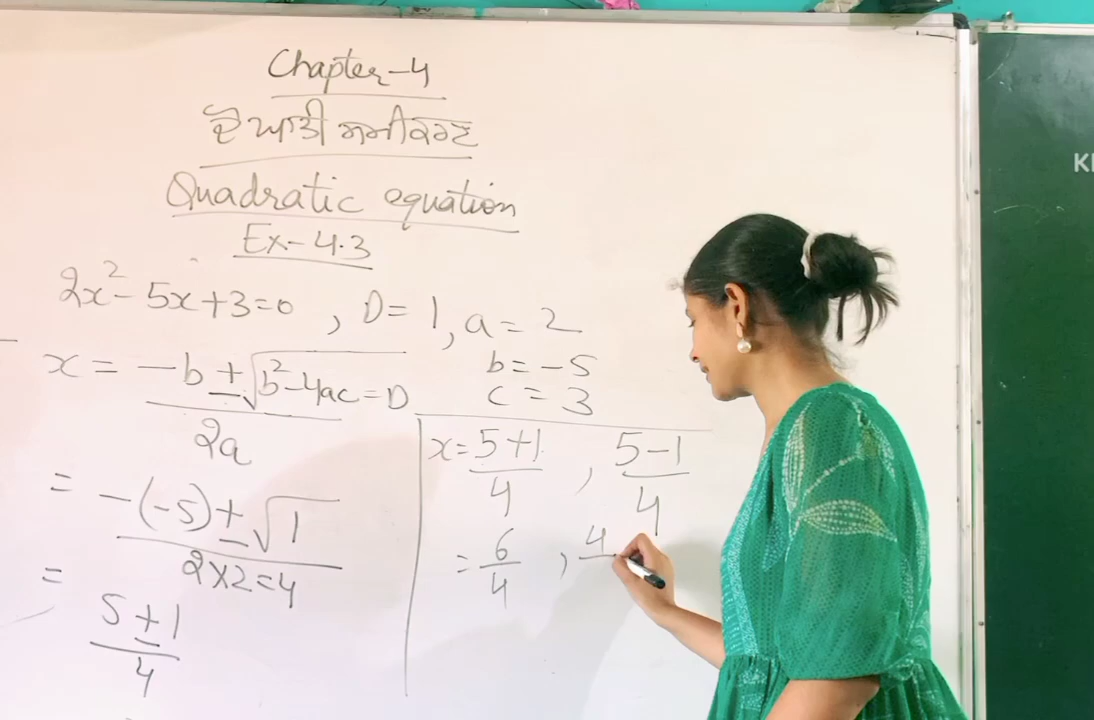 Chapter-4
ਦੋ ਘਾਤੀ ਸਮੀਕਰਣ
Quadratic equation
Ex-4.3
2x²-5x+3=0 , D=1, a=2
b=-5
c=3
x = (-b ± √(b²-4ac = D))/2a
= (-(-5) ± √1)/(2×2=4)
= (5±1)/4
x = (5+1)/4 , (5-1)/4
= 6/4 , 4